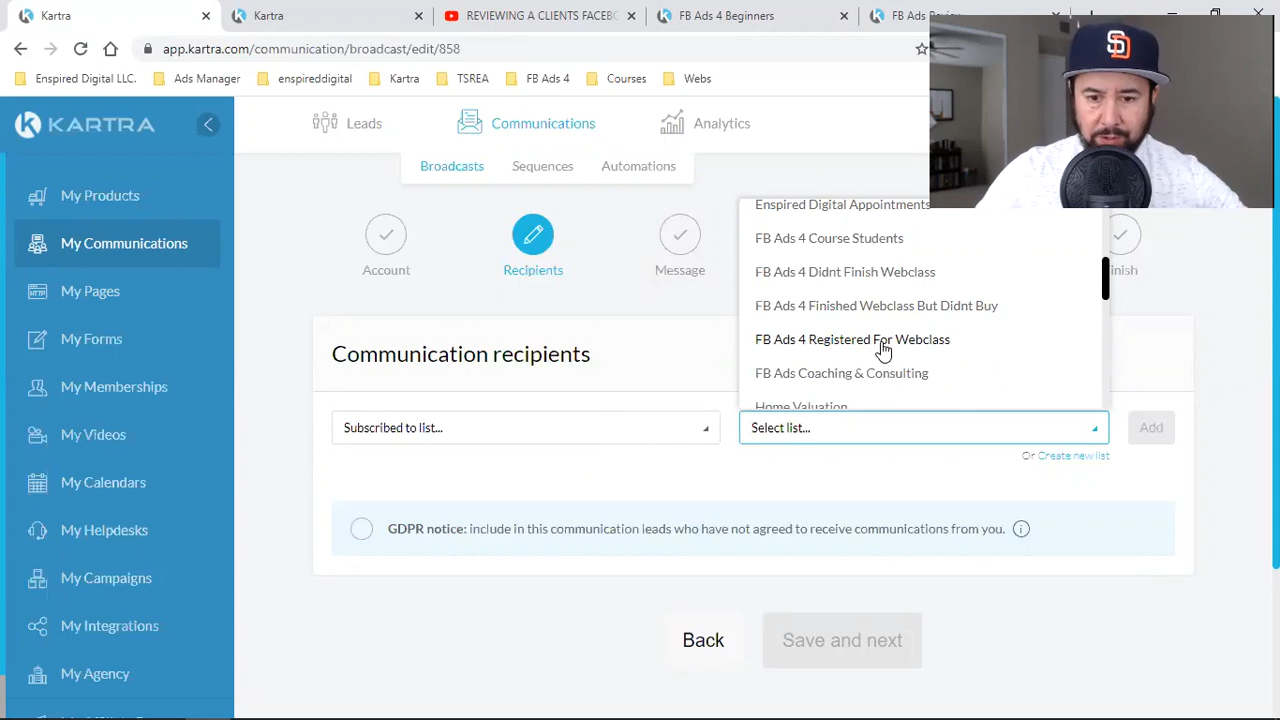 Kartra
Kartra
REVIEWING A CLIENTS FACEBO
FB Ads 4 Beginners
FB Ads Review
app.kartra.com/communication/broadcast/edit/858
Enspired Digital LLC.
Ads Manager
enspireddigital
Kartra
TSREA
FB Ads 4
Courses
Webs
KARTRA
Leads
Communications
Analytics
Broadcasts
Sequences
Automations
My Products
My Communications
My Pages
My Forms
My Memberships
My Videos
My Calendars
My Helpdesks
My Campaigns
My Integrations
My Agency
SD
Account
Recipients
Message
inish
Enspired Digital Appointments
FB Ads 4 Course Students
FB Ads 4 Didnt Finish Webclass
FB Ads 4 Finished Webclass But Didnt Buy
FB Ads 4 Registered For Webclass
FB Ads Coaching & Consulting
Home Valuation
Communication recipients
Subscribed to list...
Select list...
Add
Or Create new list
GDPR notice: include in this communication leads who have not agreed to receive communications from you.
Back
Save and next